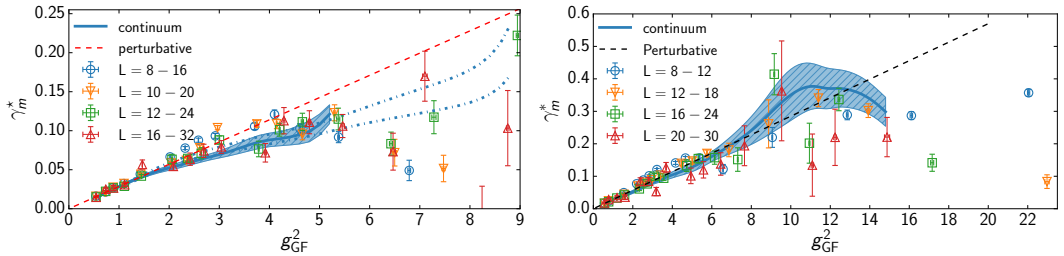 continuum
perturbative
L = 8 − 16
L = 10 − 20
L = 12 − 24
L = 16 − 32
γ*m
0.25
0.20
0.15
0.10
0.05
0.00
0 1 2 3 4 5 6 7 8 9
g²GF
continuum
Perturbative
L = 8 − 12
L = 12 − 18
L = 16 − 24
L = 20 − 30
γ*m
0.6
0.5
0.4
0.3
0.2
0.1
0.0
0 2 4 6 8 10 12 14 16 18 20 22
g²GF